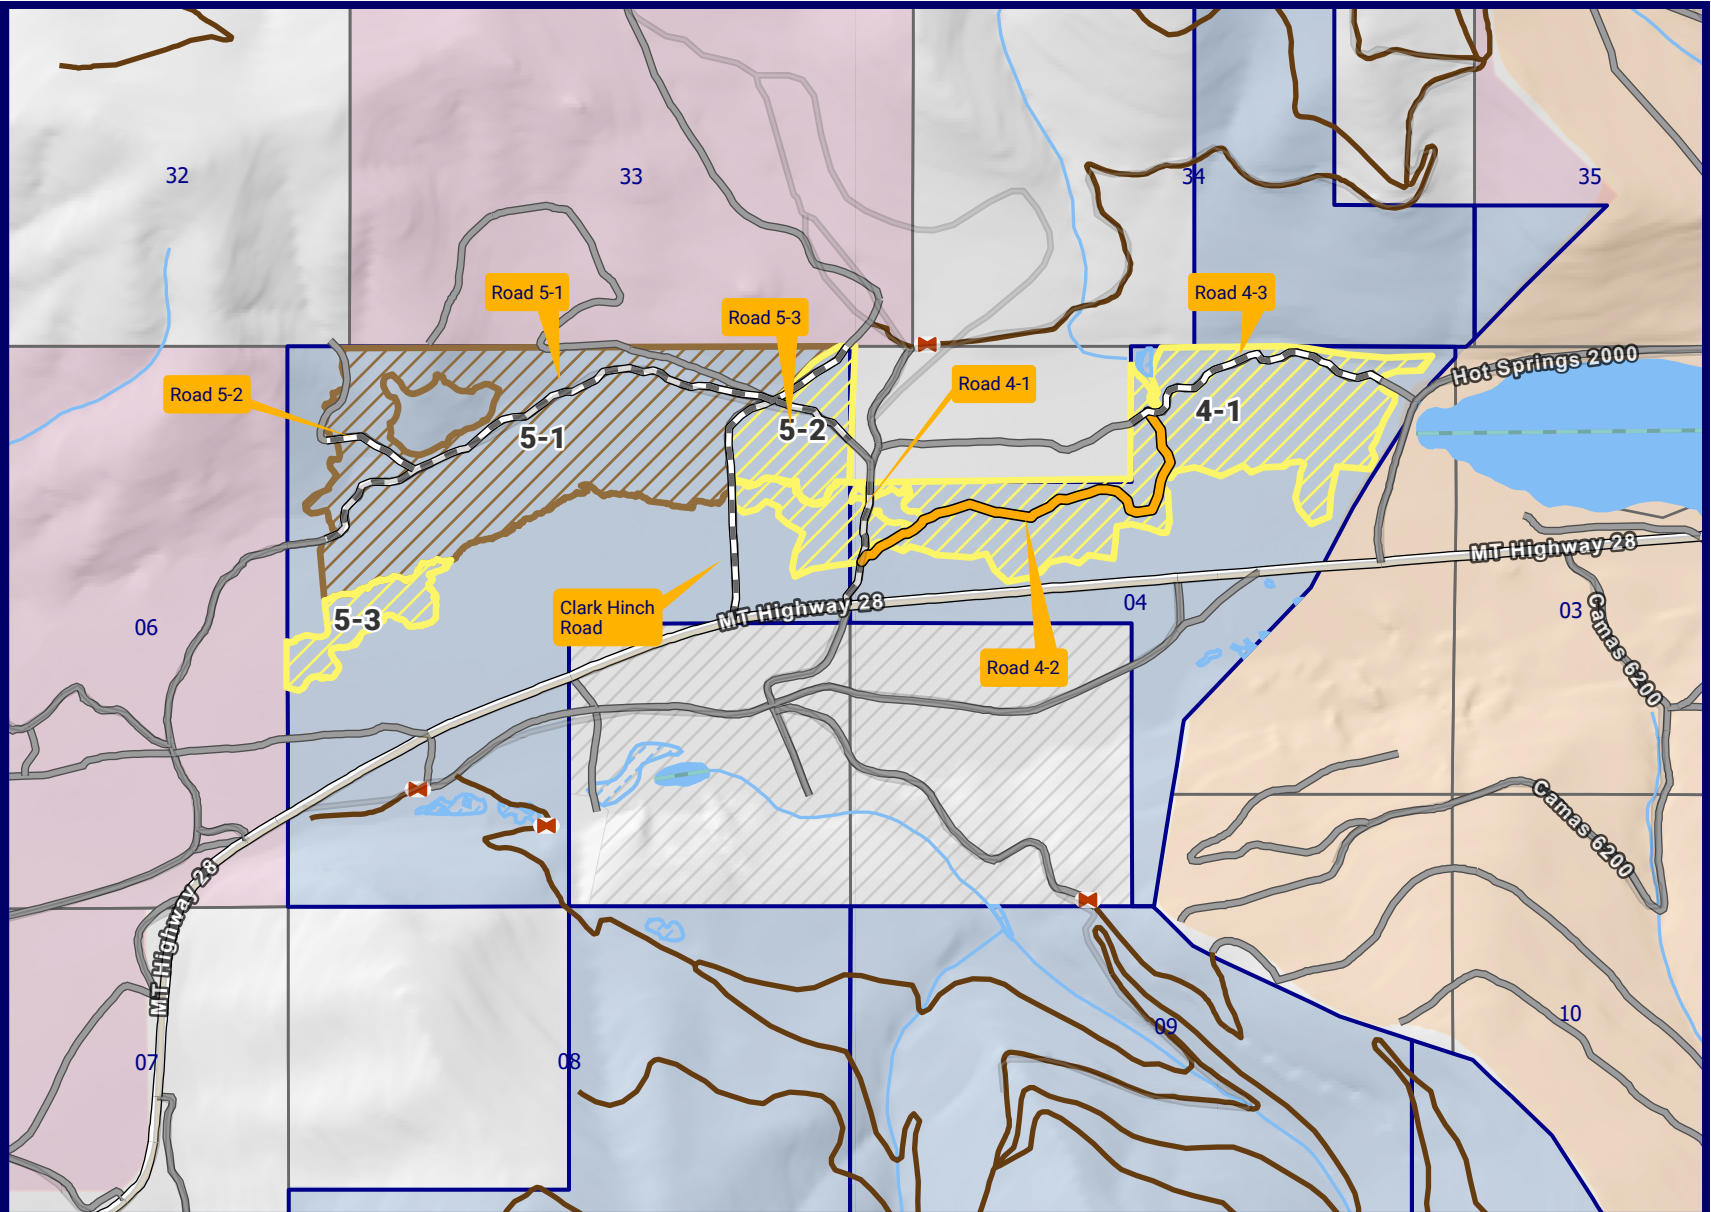 32
33
34
35
Road 5-1
Road 4-3
Road 5-3
Hot Springs 2000
Road 5-2
Road 4-1
4-1
5-1
5-2
MT Highway 28
5-3
Clark Hinch
Road
MT Highway 28
04
03
06
Camas 6200
Road 4-2
Camas 6200
MT Highway 28
09
10
07
08